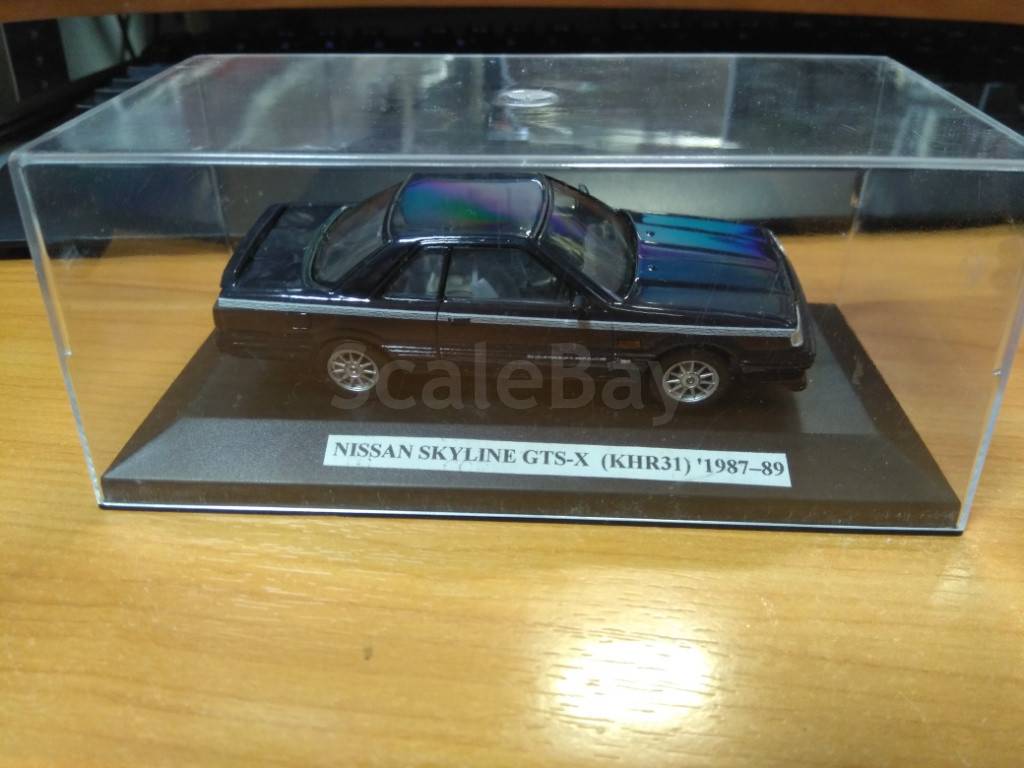 ScaleBay
NISSAN SKYLINE GTS-X (KHR31) '1987–89